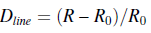 D_line = (R − R_0)/R_0